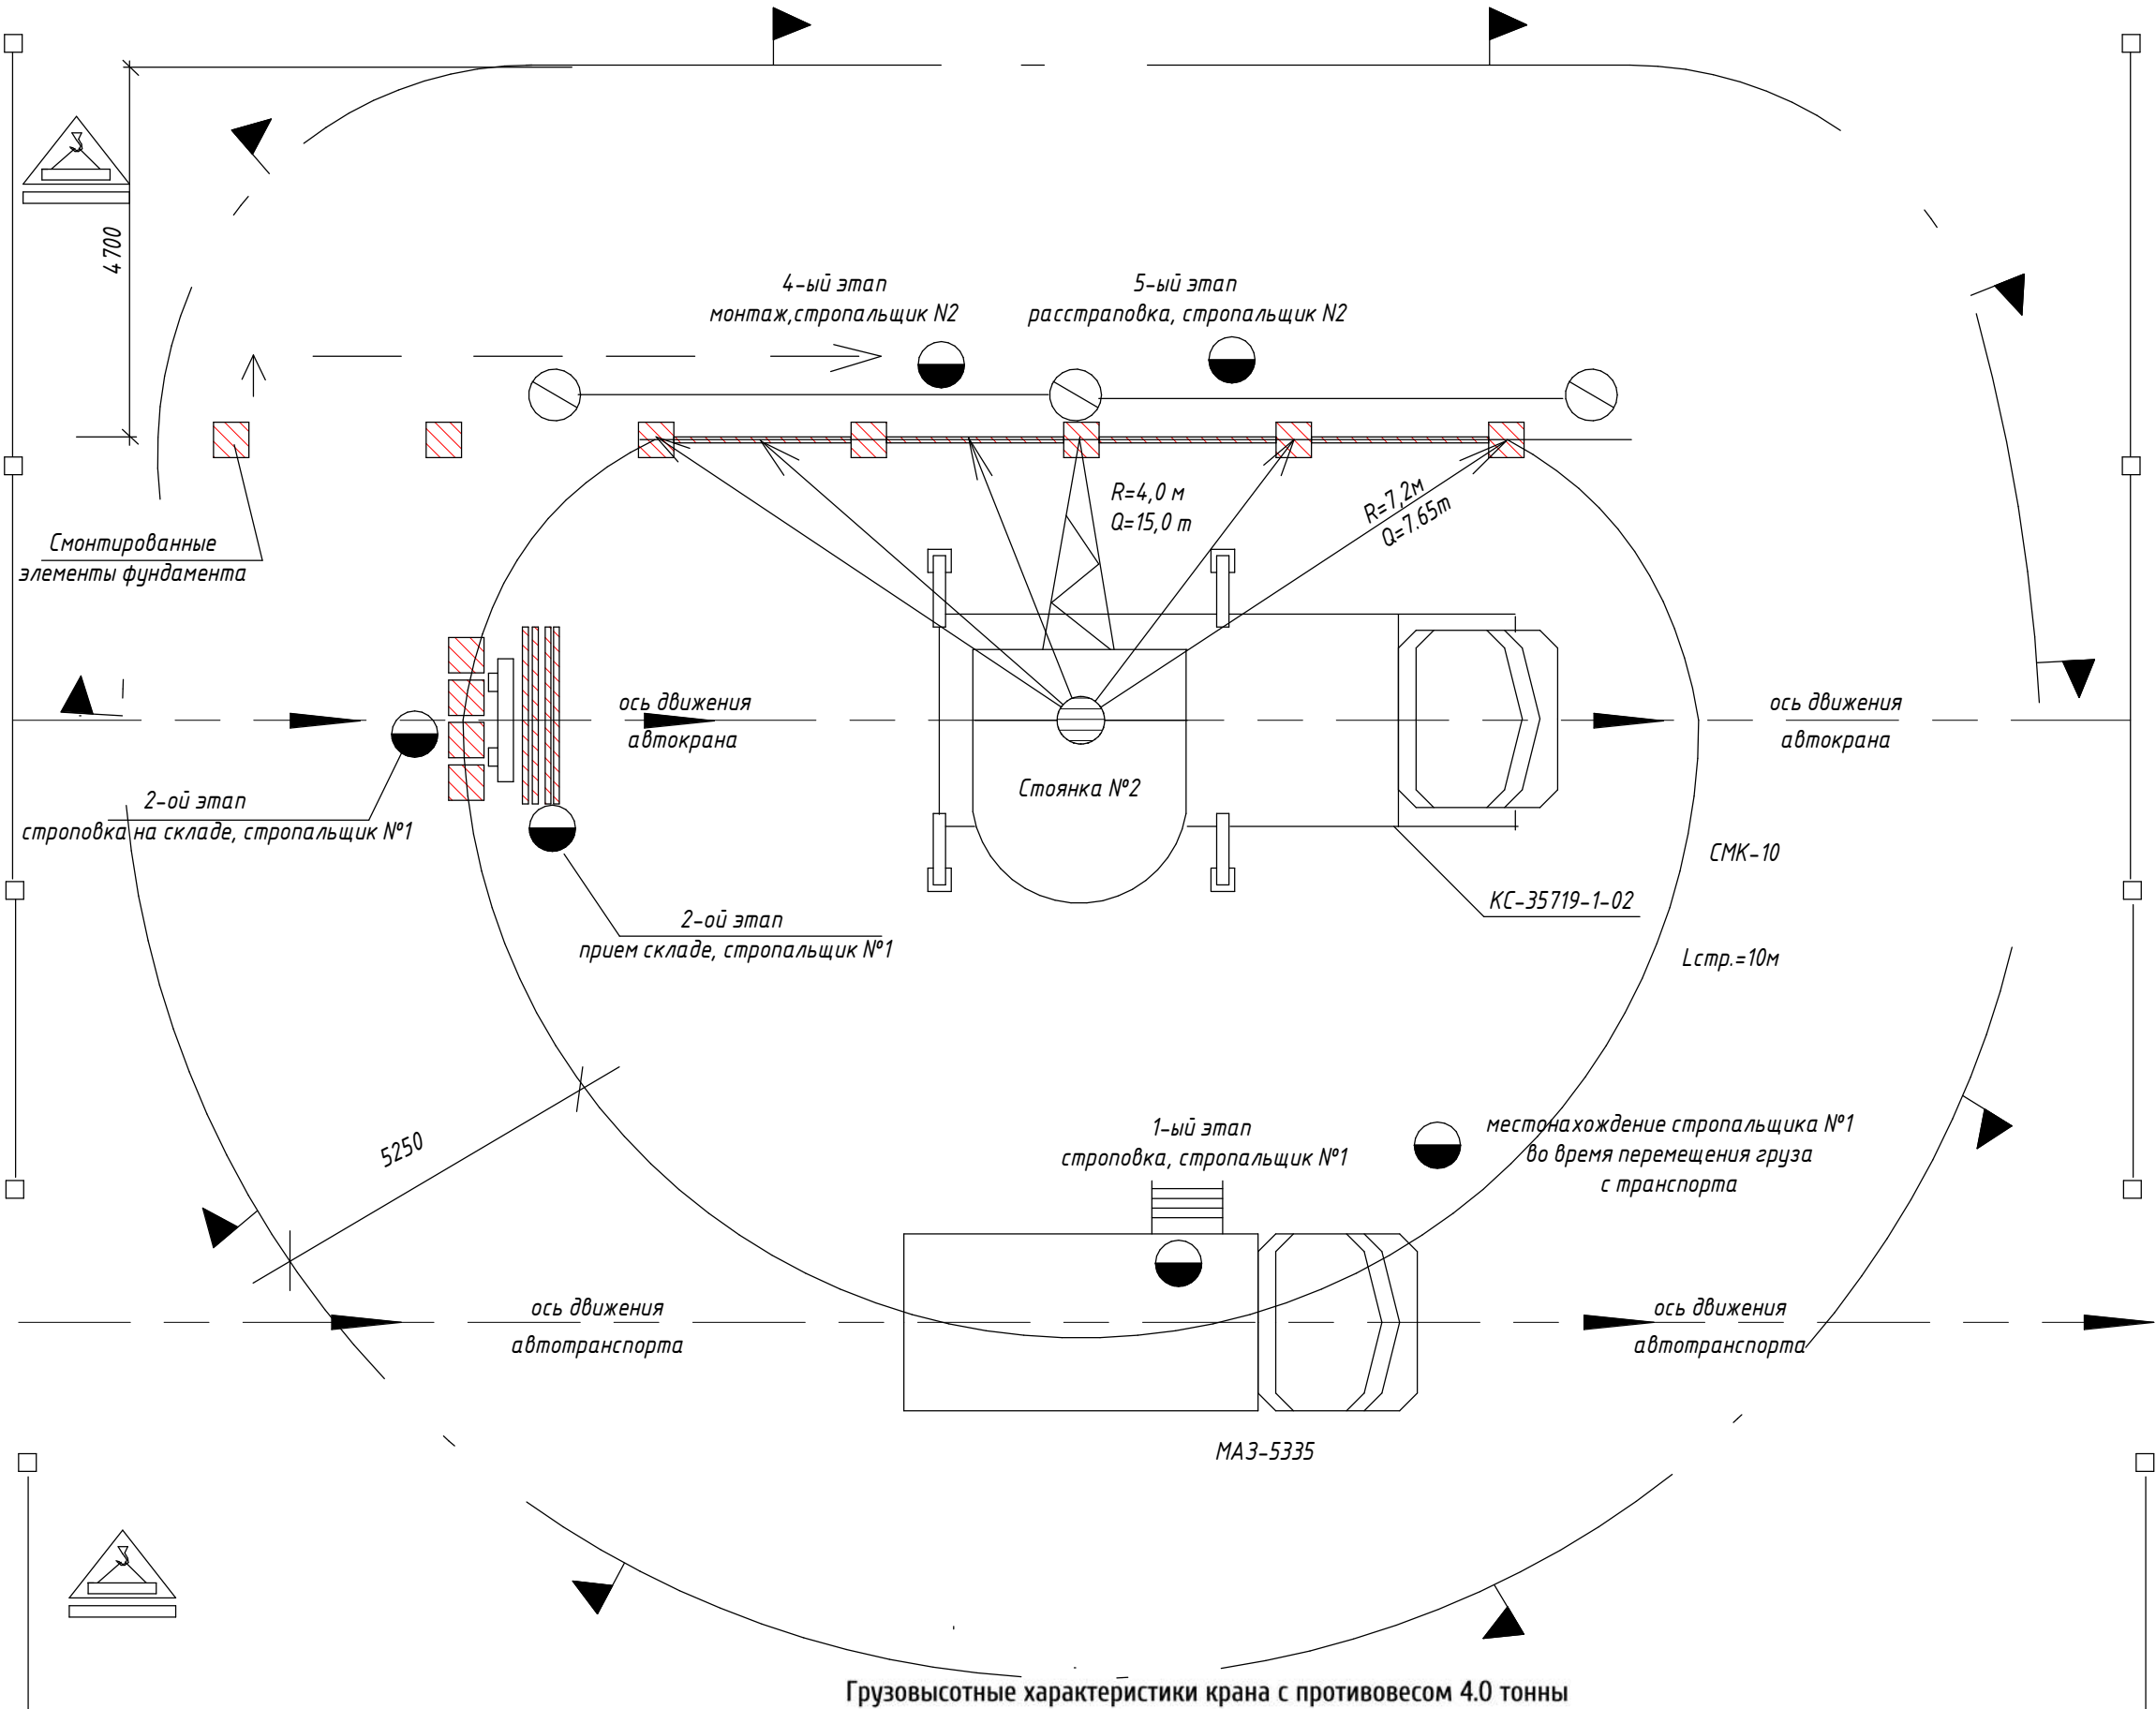 4700
4-ый этап
монтаж,стропальщик N2
5-ый этап
расстраповка, стропальщик N2
R=4,0 м
Q=15,0 т
R=7,2м
Q=7.65т
Смонтированные
элементы фундамента
ось движения
автокрана
ось движения
автокрана
Стоянка №2
2-ой этап
строповка на складе, стропальщик №1
СМК-10
КС-35719-1-02
2-ой этап
прием складе, стропальщик №1
Lстр.=10м
5250
1-ый этап
строповка, стропальщик №1
местонахождение стропальщика №1
во время перемещения груза
с транспорта
ось движения
автотранспорта
ось движения
автотранспорта
МАЗ-5335
Грузовысотные характеристики крана с противовесом 4.0 тонны